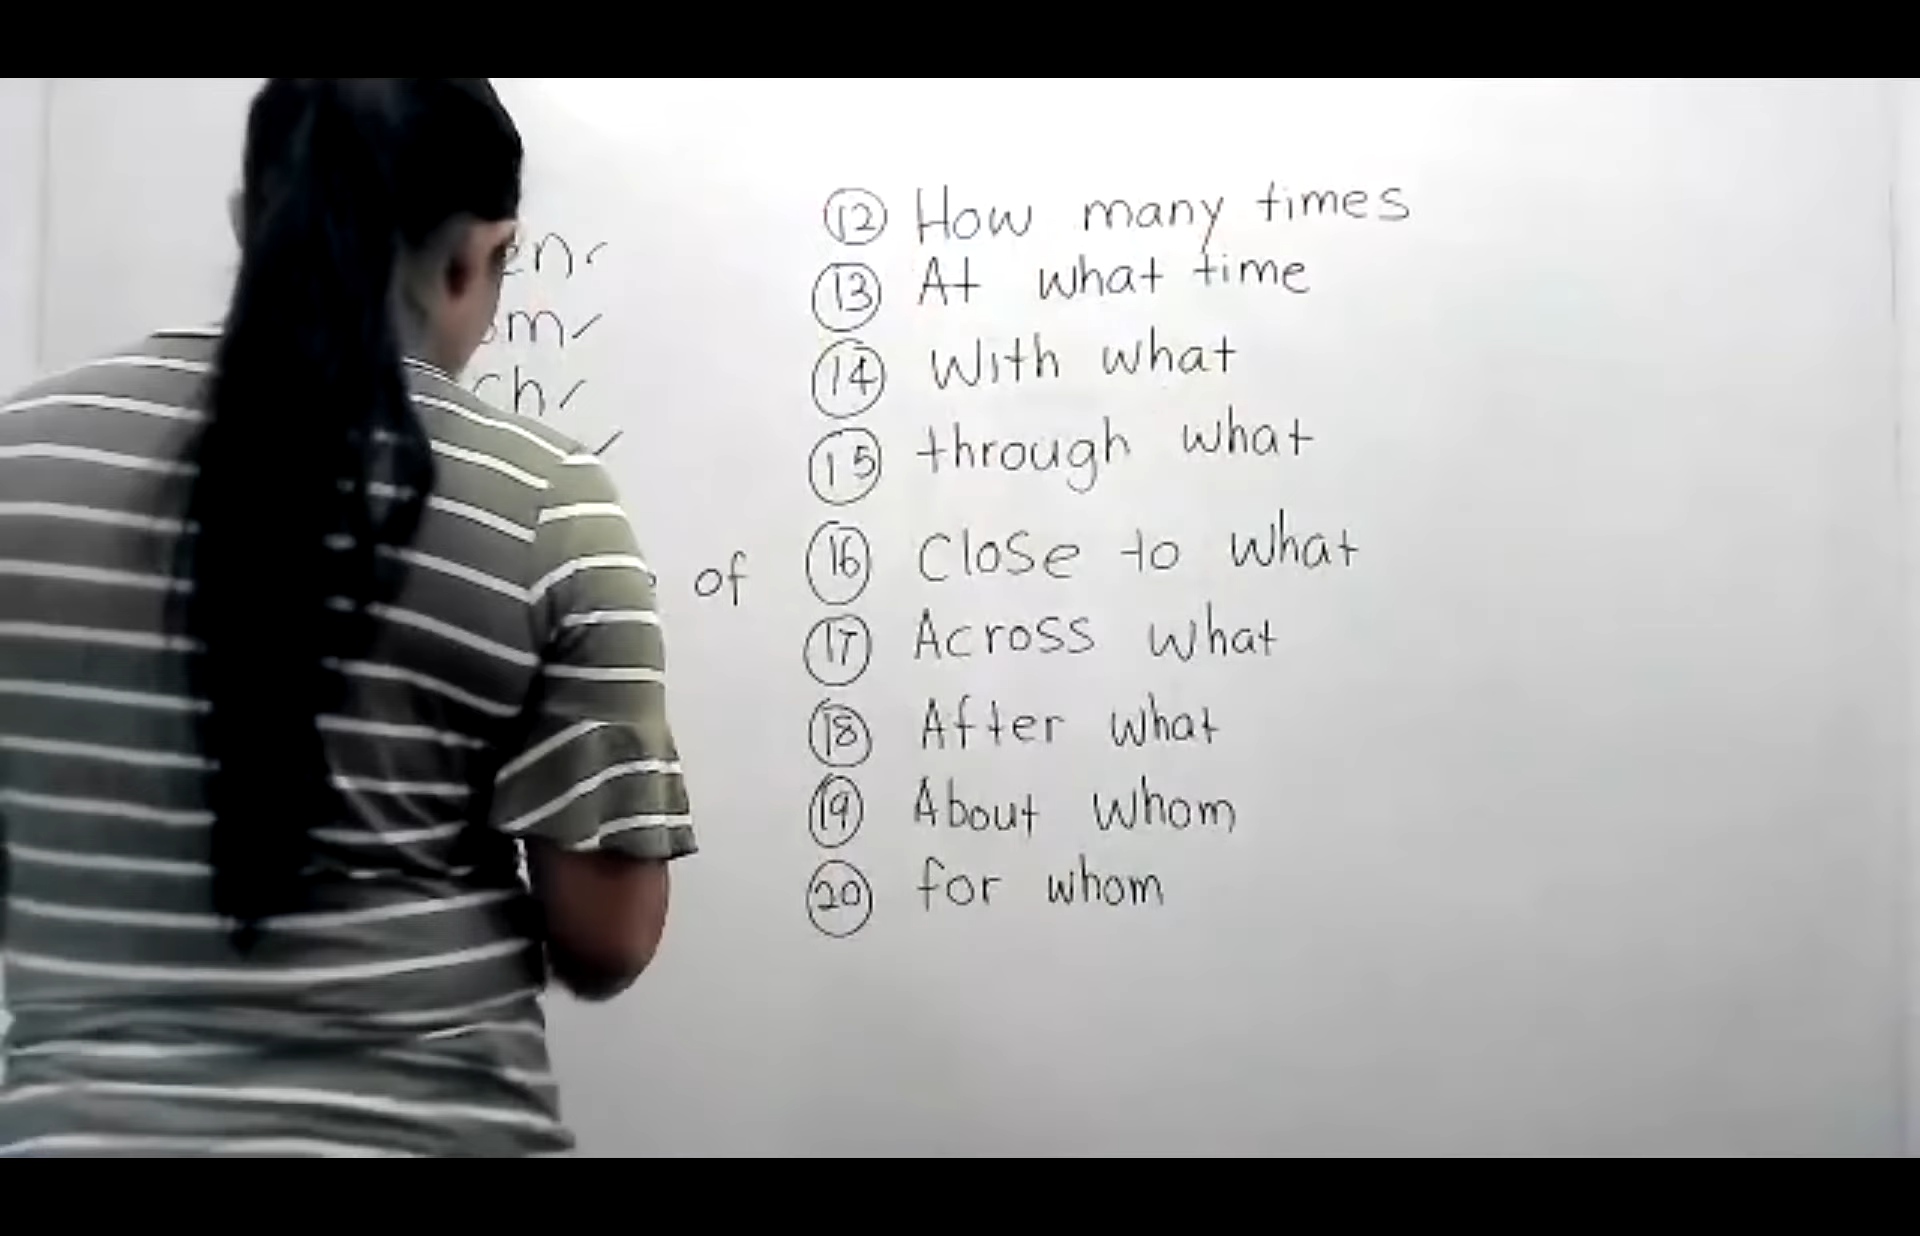 of
12 How many times
13 At what time
14 With what
15 through what
16 Close to what
17 Across what
18 After what
19 About whom
20 for whom